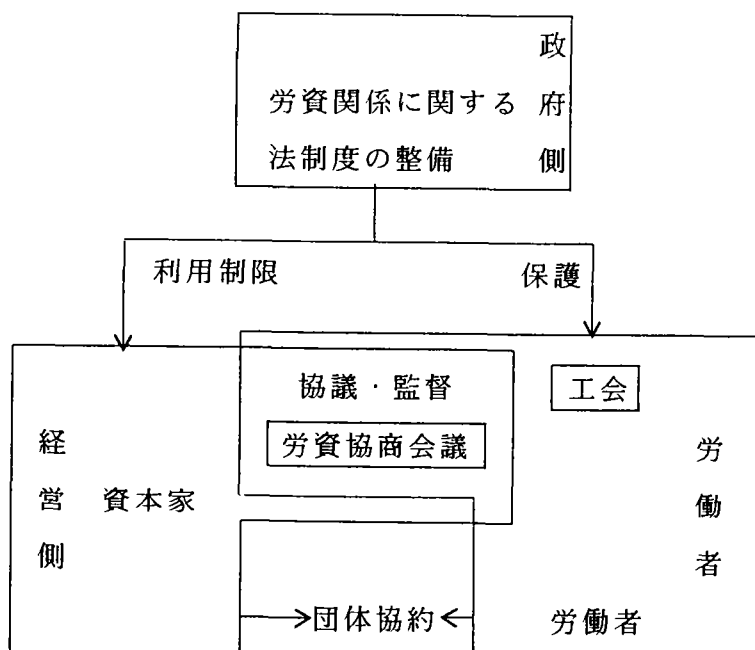 政府側
労資関係に関する
法制度の整備
利用制限
保護
協議・監督
労資協商会議
工会
経営側
資本家
労働者
団体協約
労働者